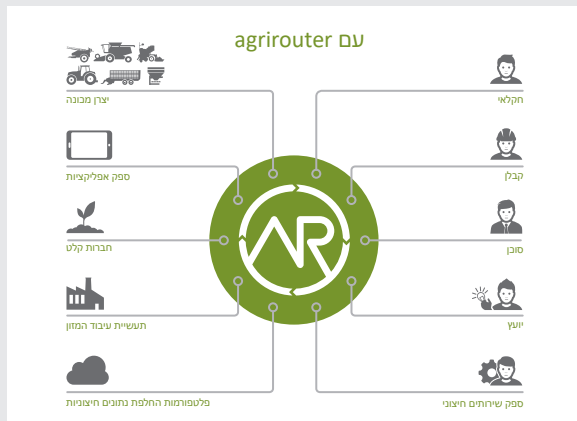 עם agrirouter
חקלאי
יצרן מכונה
קבלן
ספק אפליקציות
סוכן
חברות קלט
יועץ
תעשיית עיבוד המזון
ספק שירותים חיצוני
פלטפורמות החלפת נתונים חיצוניות
AR